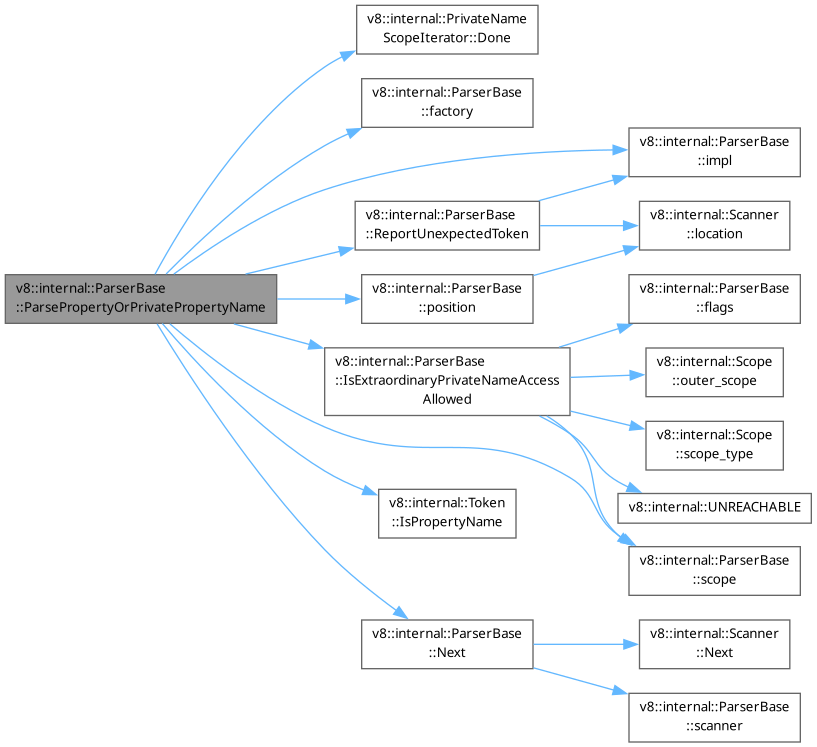 v8::internal::PrivateName
ScopeIterator::Done
v8::internal::ParserBase
::factory
v8::internal::ParserBase
::impl
v8::internal::ParserBase
::ReportUnexpectedToken
v8::internal::Scanner
::location
v8::internal::ParserBase
::ParsePropertyOrPrivatePropertyName
v8::internal::ParserBase
::position
v8::internal::ParserBase
::flags
v8::internal::ParserBase
::IsExtraordinaryPrivateNameAccess
Allowed
v8::internal::Scope
::outer_scope
v8::internal::Scope
::scope_type
v8::internal::Token
::IsPropertyName
v8::internal::UNREACHABLE
v8::internal::ParserBase
::scope
v8::internal::ParserBase
::Next
v8::internal::Scanner
::Next
v8::internal::ParserBase
::scanner